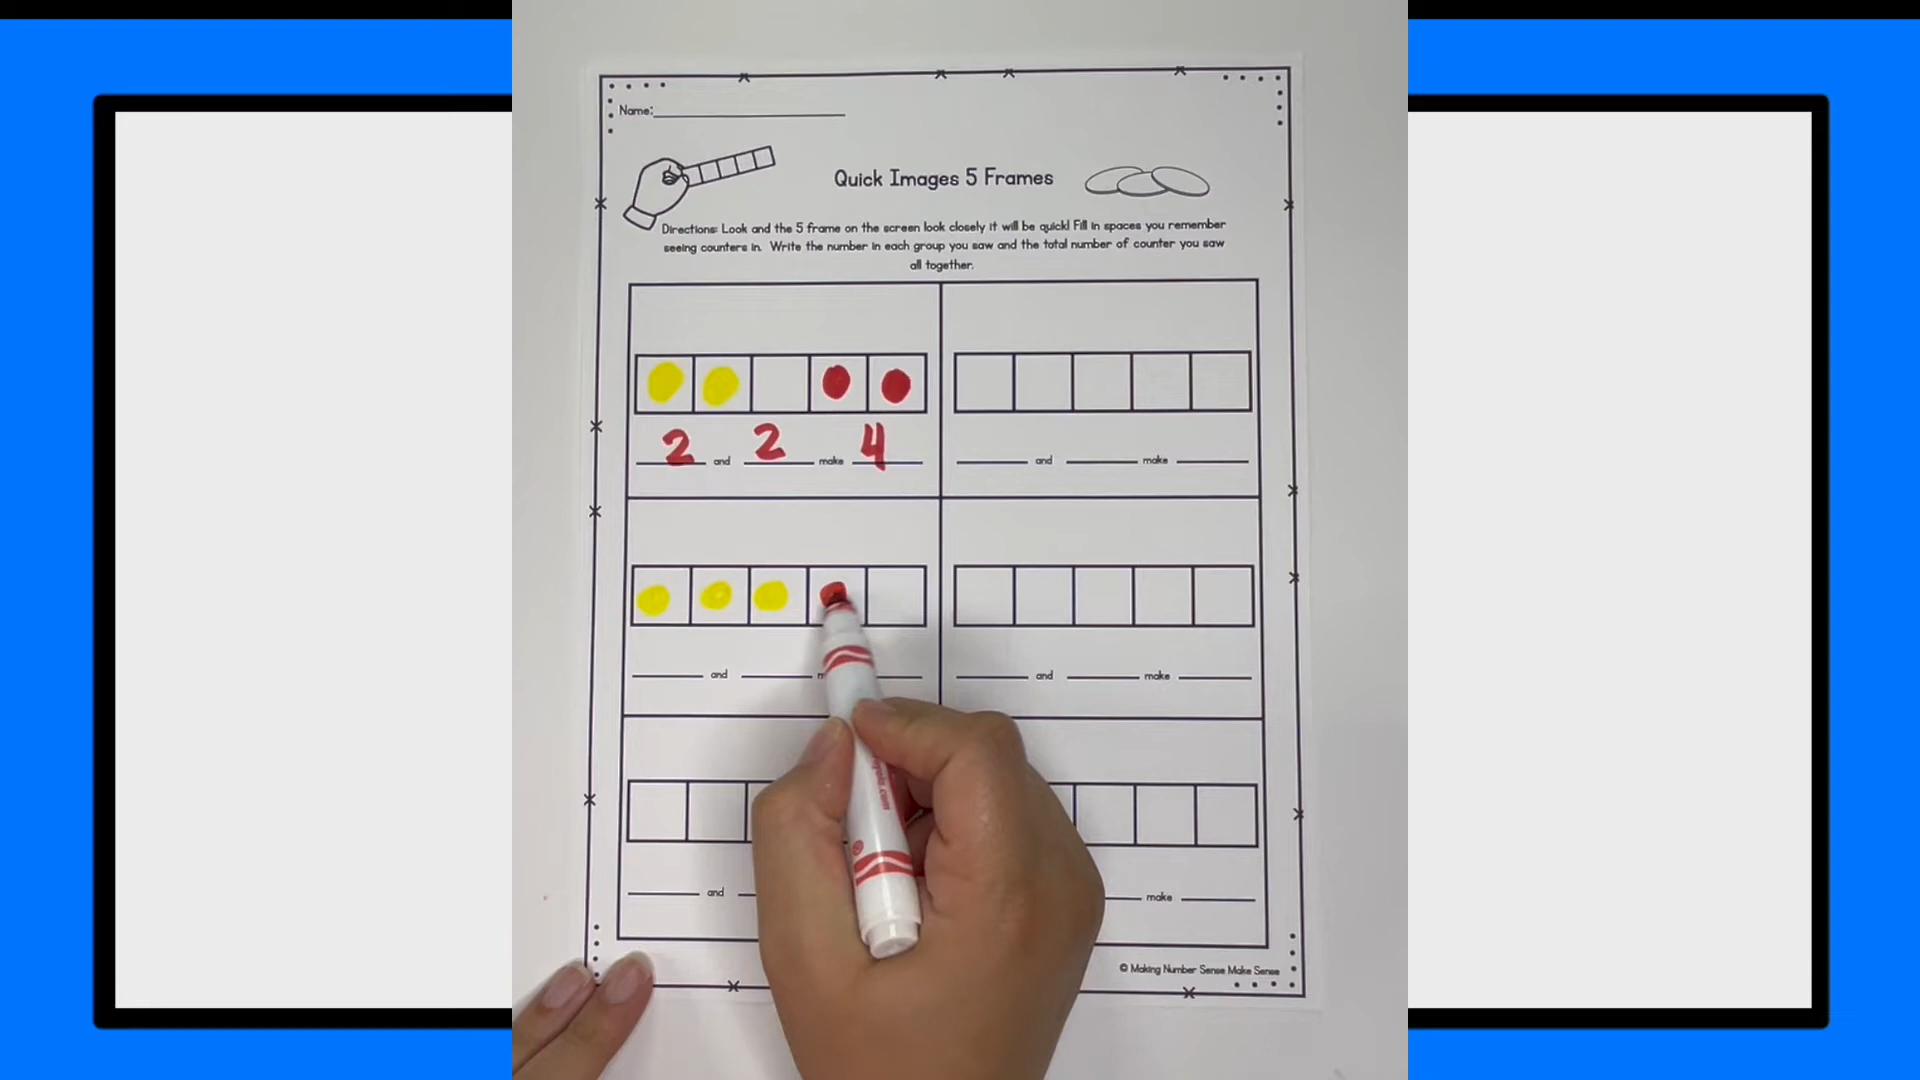 Name:
Quick Images 5 Frames
Directions: Look and the 5 frame on the screen look closely it will be quick! Fill in spaces you remember
seeing counters in. Write the number in each group you saw and the total number of counter you saw
all together.
2 and 2 make 4
and make
and
and make
and
make
© Making Number Sense Make Sense